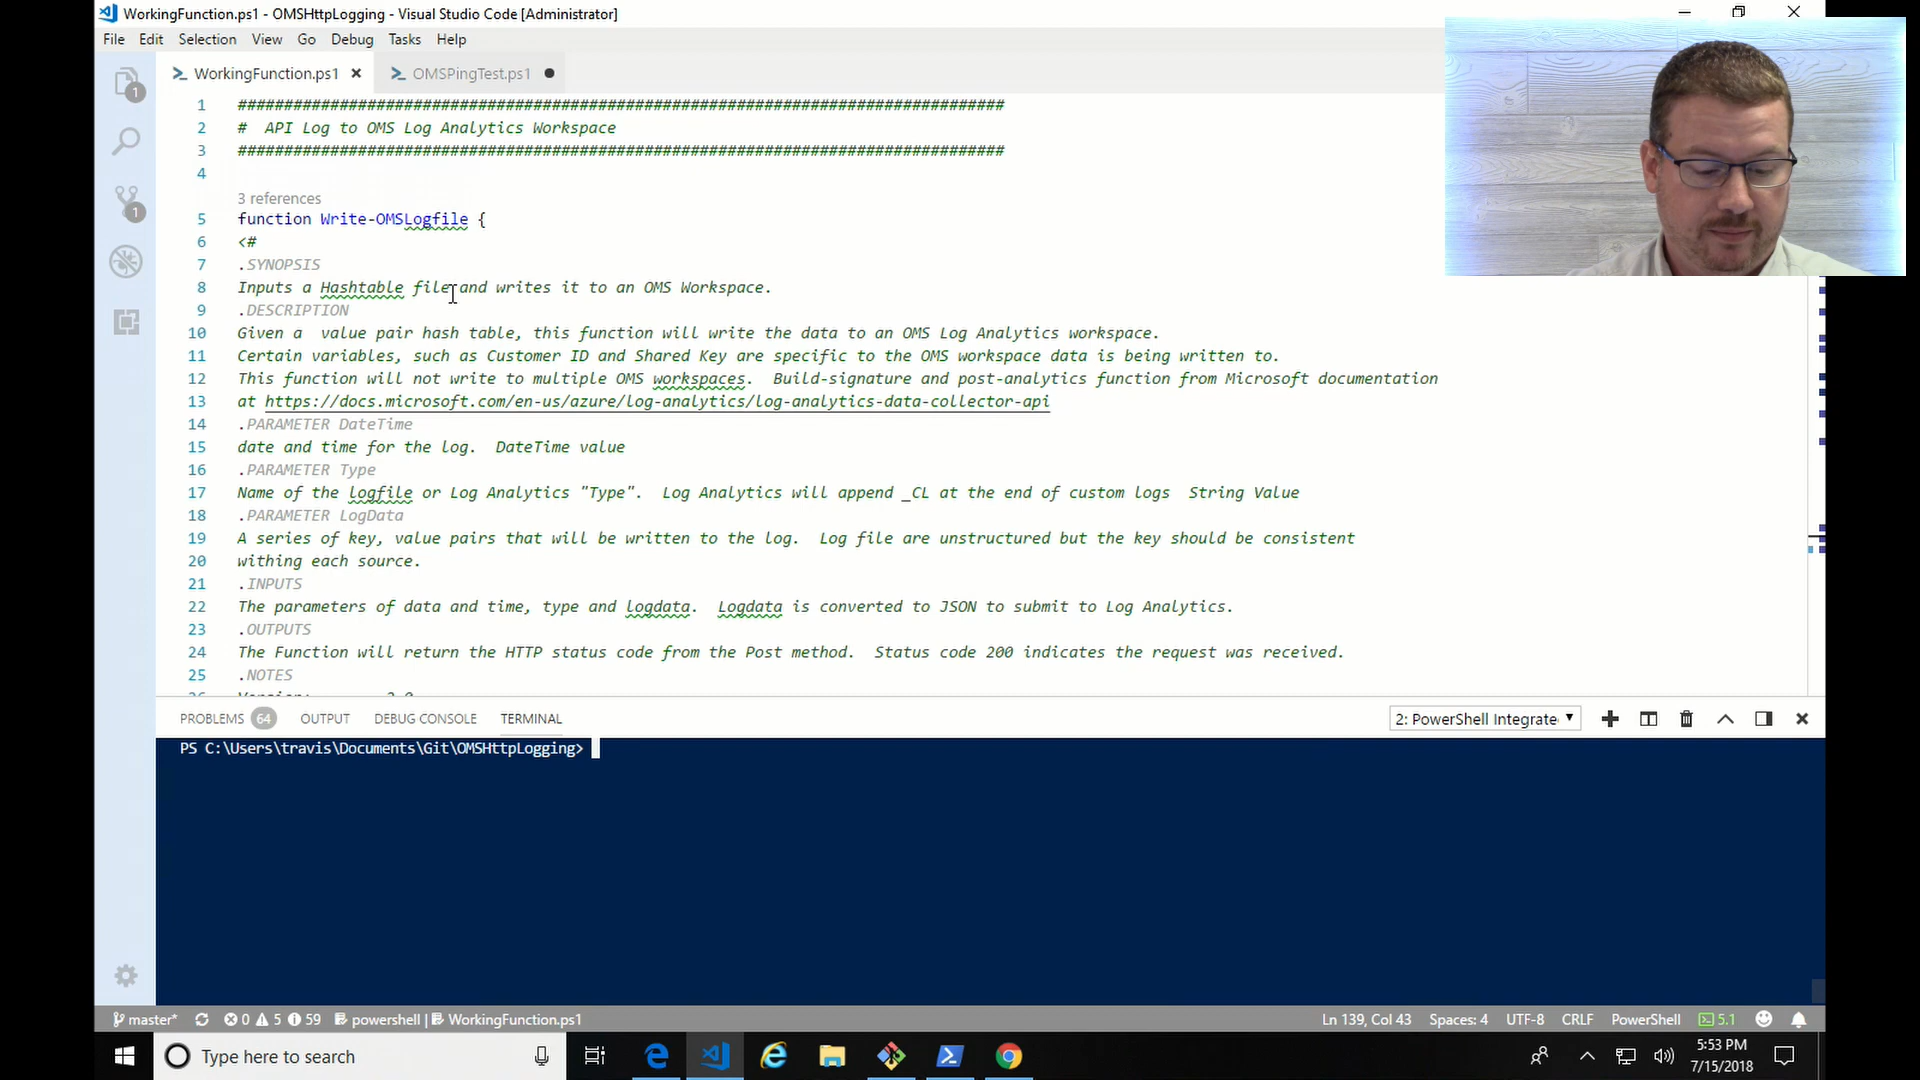 WorkingFunction.ps1 - OMSHttpLogging - Visual Studio Code [Administrator]
File Edit Selection View Go Debug Tasks Help
WorkingFunction.ps1 OMSPingTest.ps1
1 ###################################################################################
2 #  API Log to OMS Log Analytics Workspace
3 ###################################################################################
4
3 references
5 function Write-OMSLogfile {
6 <#
7 .SYNOPSIS
8 Inputs a Hashtable file and writes it to an OMS Workspace.
9 .DESCRIPTION
10 Given a  value pair hash table, this function will write the data to an OMS Log Analytics workspace.
11 Certain variables, such as Customer ID and Shared Key are specific to the OMS workspace data is being written to.
12 This function will not write to multiple OMS workspaces.  Build-signature and post-analytics function from Microsoft documentation
13 at https://docs.microsoft.com/en-us/azure/log-analytics/log-analytics-data-collector-api
14 .PARAMETER DateTime
15 date and time for the log.  DateTime value
16 .PARAMETER Type
17 Name of the logfile or Log Analytics "Type".  Log Analytics will append _CL at the end of custom logs  String Value
18 .PARAMETER LogData
19 A series of key, value pairs that will be written to the log.  Log file are unstructured but the key should be consistent
20 withing each source.
21 .INPUTS
22 The parameters of data and time, type and logdata.  Logdata is converted to JSON to submit to Log Analytics.
23 .OUTPUTS
24 The Function will return the HTTP status code from the Post method.  Status code 200 indicates the request was received.
25 .NOTES
PROBLEMS 64 OUTPUT DEBUG CONSOLE TERMINAL 2: PowerShell Integrate
PS C:\Users\travis\Documents\Git\OMSHttpLogging>
master* 0 5 59 powershell | WorkingFunction.ps1 Ln 139, Col 43 Spaces: 4 UTF-8 CRLF PowerShell 5.1
Type here to search
5:53 PM
7/15/2018